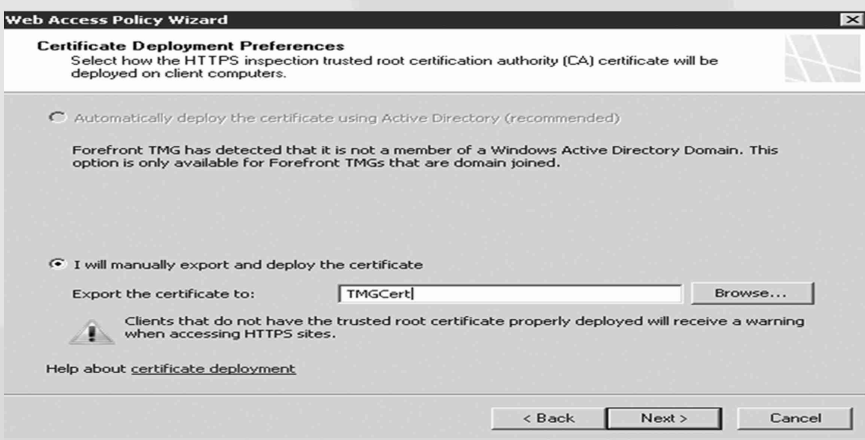 Web Access Policy Wizard
Certificate Deployment Preferences
Select how the HTTPS inspection trusted root certification authority (CA) certificate will be
deployed on client computers.
Automatically deploy the certificate using Active Directory (recommended)
Forefront TMG has detected that it is not a member of a Windows Active Directory Domain. This
option is only available for Forefront TMGs that are domain joined.
I will manually export and deploy the certificate
Export the certificate to: TMGCert Browse...
Clients that do not have the trusted root certificate properly deployed will receive a warning
when accessing HTTPS sites.
Help about certificate deployment
< Back Next > Cancel